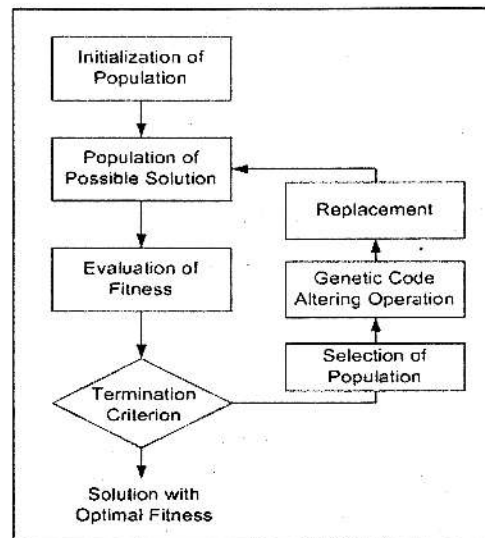 Initialization of
Population
Population of
Possible Solution
Evaluation of
Fitness
Termination
Criterion
Solution with
Optimal Fitness
Replacement
Genetic Code
Altering Operation
Selection of
Population